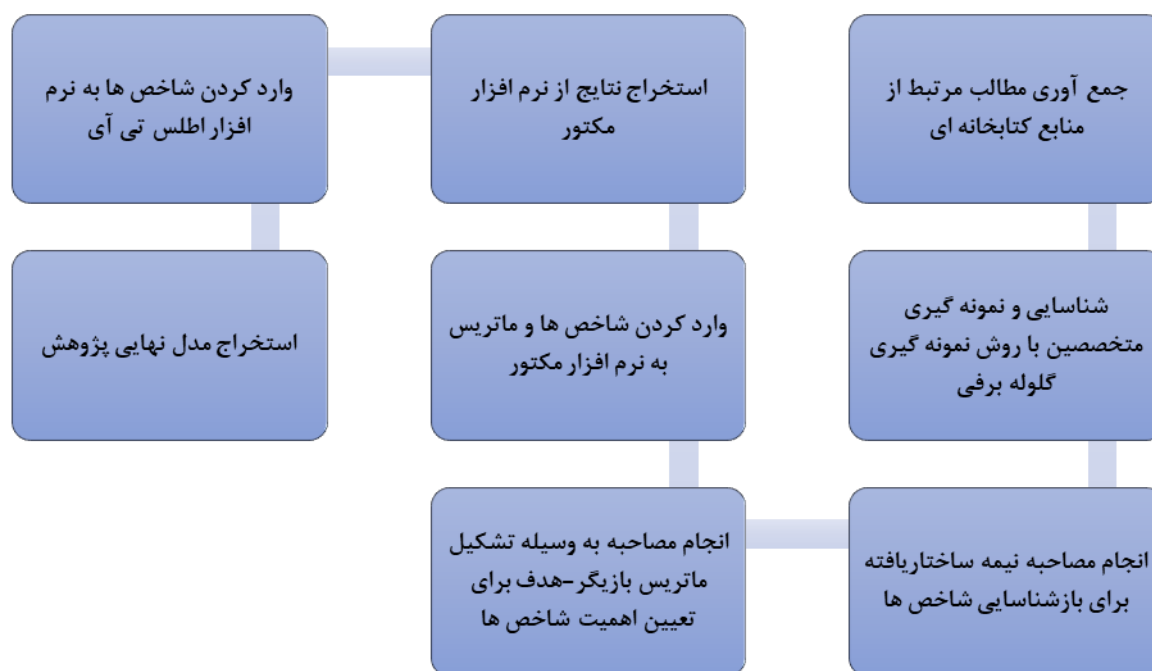 جمع آوری مطالب مرتبط از
منابع کتابخانه ای
شناسایی و نمونه گیری
متخصصین با روش نمونه گیری
گلوله برفی
انجام مصاحبه نیمه ساختاریافته
برای بازشناسایی شاخص ها
انجام مصاحبه به وسیله تشکیل
ماتریس بازیگر-هدف برای
تعیین اهمیت شاخص ها
وارد کردن شاخص ها و ماتریس
به نرم افزار مکتور
استخراج نتایج از نرم افزار
مکتور
وارد کردن شاخص ها به نرم
افزار اطلس تی آی
استخراج مدل نهایی پژوهش